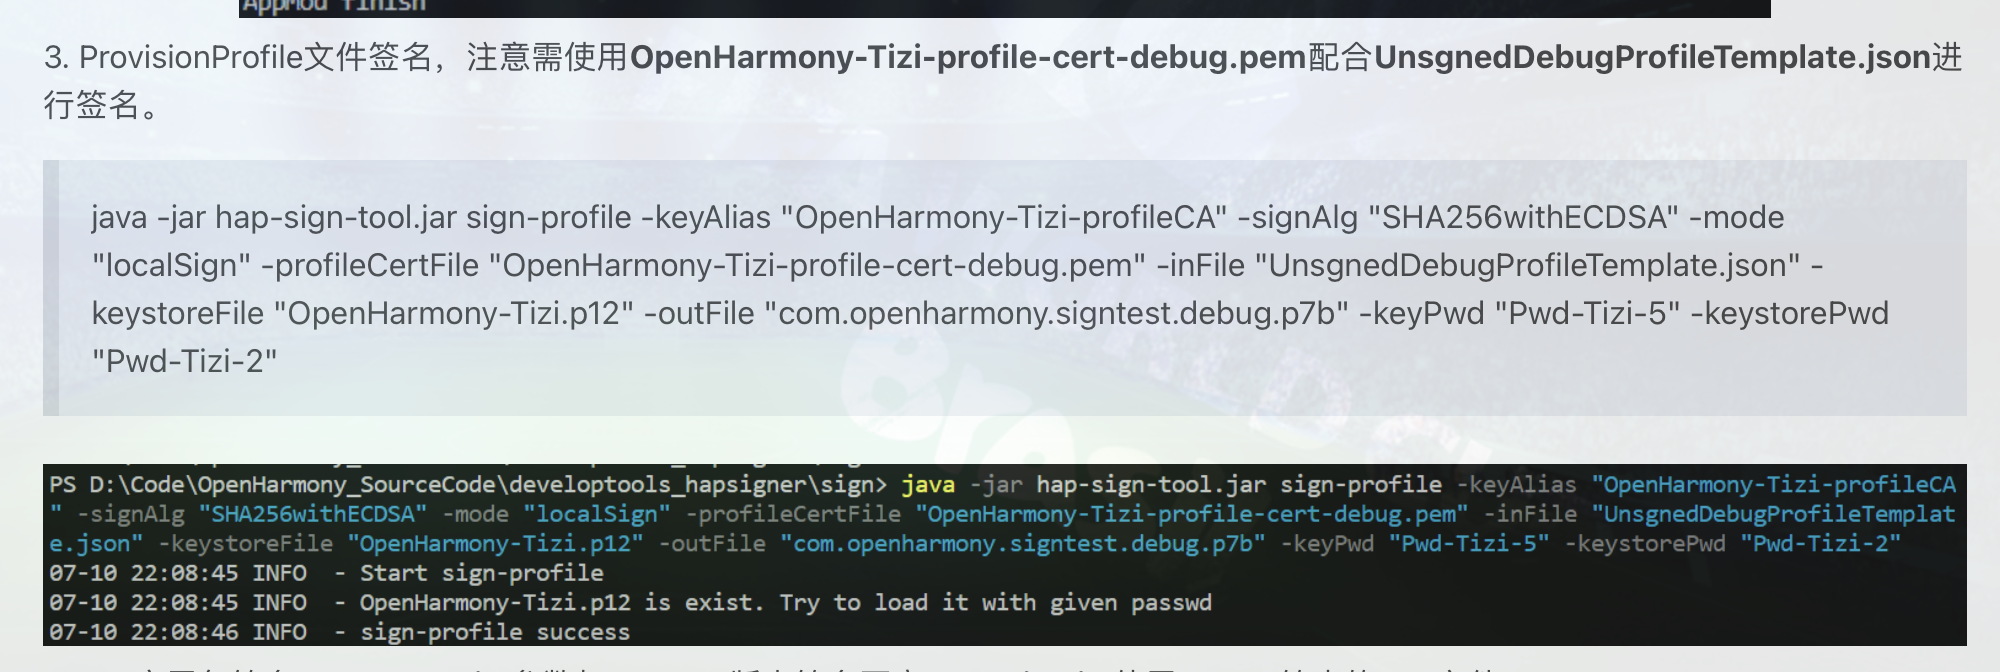 AppMod finish
3. ProvisionProfile文件签名，注意需使用OpenHarmony-Tizi-profile-cert-debug.pem配合UnsgnedDebugProfileTemplate.json进
行签名。
java -jar hap-sign-tool.jar sign-profile -keyAlias "OpenHarmony-Tizi-profileCA" -signAlg "SHA256withECDSA" -mode
"localSign" -profileCertFile "OpenHarmony-Tizi-profile-cert-debug.pem" -inFile "UnsgnedDebugProfileTemplate.json" -
keystoreFile "OpenHarmony-Tizi.p12" -outFile "com.openharmony.signtest.debug.p7b" -keyPwd "Pwd-Tizi-5" -keystorePwd
"Pwd-Tizi-2"
PS D:\Code\OpenHarmony_SourceCode\developtools_hapsigner\sign> java -jar hap-sign-tool.jar sign-profile -keyAlias "OpenHarmony-Tizi-profileCA
" -signAlg "SHA256withECDSA" -mode "localSign" -profileCertFile "OpenHarmony-Tizi-profile-cert-debug.pem" -inFile "UnsgnedDebugProfileTemplat
e.json" -keystoreFile "OpenHarmony-Tizi.p12" -outFile "com.openharmony.signtest.debug.p7b" -keyPwd "Pwd-Tizi-5" -keystorePwd "Pwd-Tizi-2"
07-10 22:08:45 INFO  - Start sign-profile
07-10 22:08:45 INFO  - OpenHarmony-Tizi.p12 is exist. Try to load it with given passwd
07-10 22:08:46 INFO  - sign-profile success